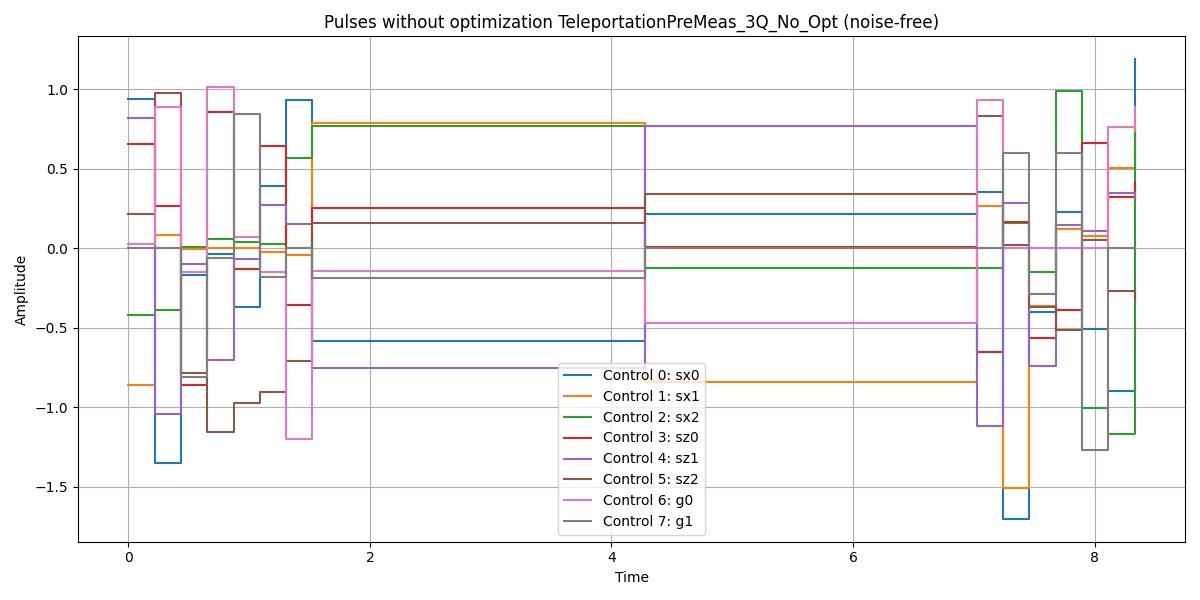 Pulses without optimization TeleportationPreMeas_3Q_No_Opt (noise-free)
Amplitude
1.0
0.5
0.0
−0.5
−1.0
−1.5
Control 0: sx0
Control 1: sx1
Control 2: sx2
Control 3: sz0
Control 4: sz1
Control 5: sz2
Control 6: g0
Control 7: g1
0 2 4 6 8
Time